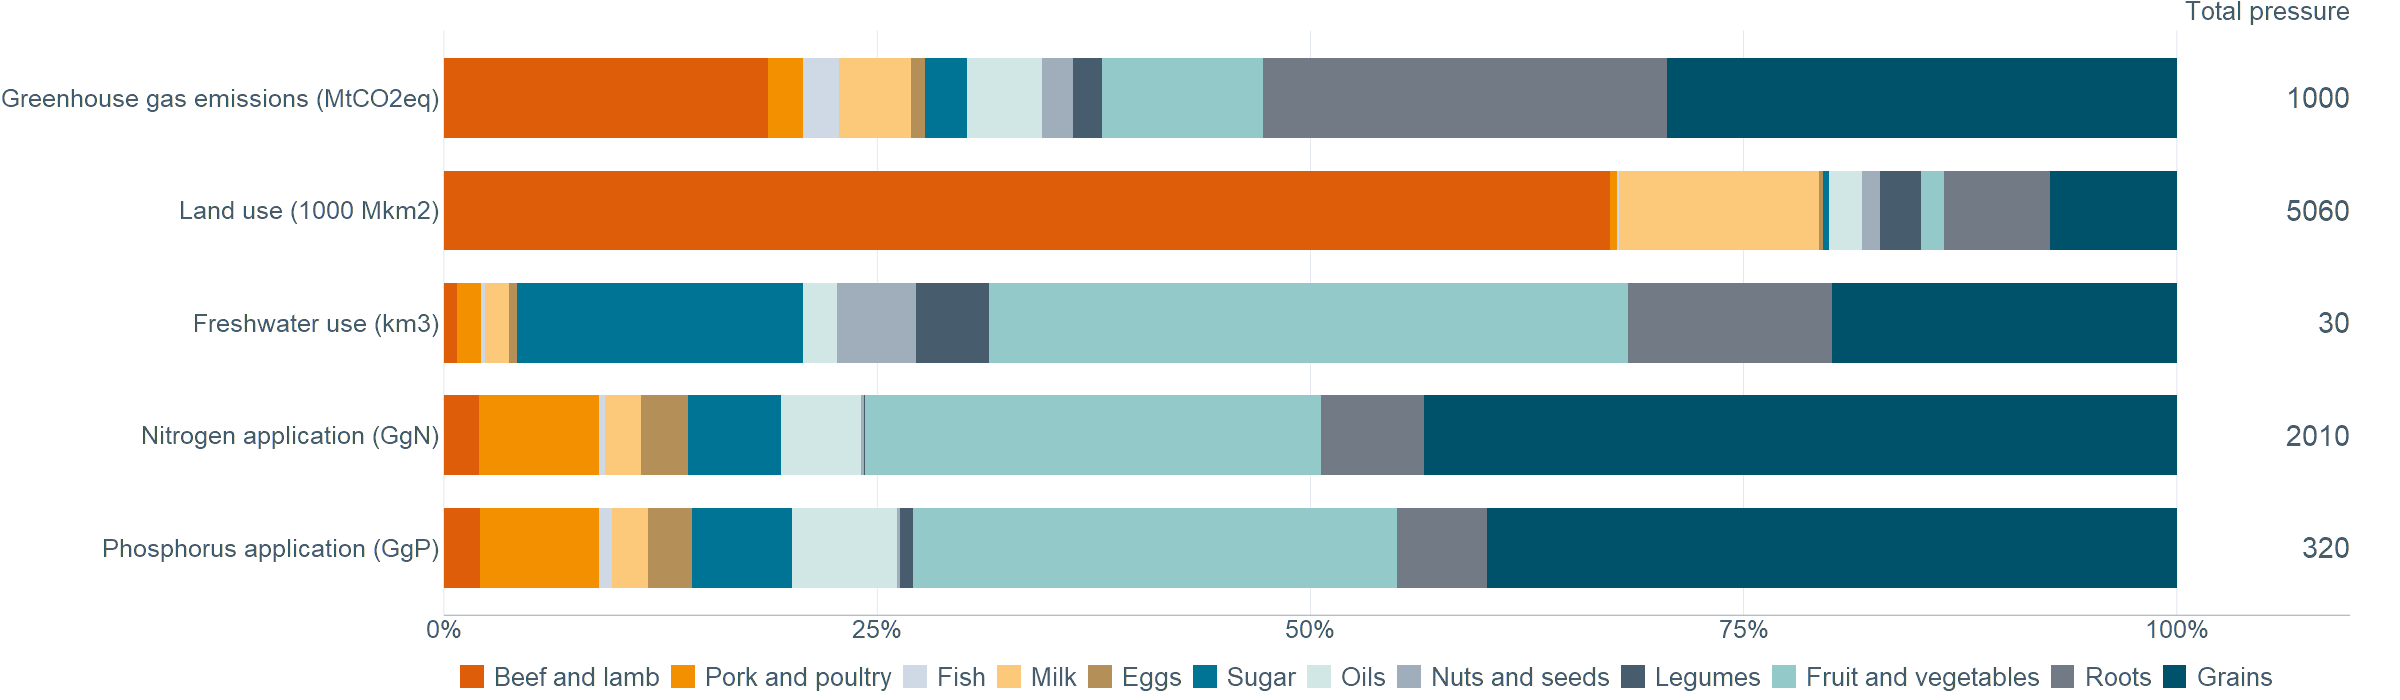 Total pressure
Greenhouse gas emissions (MtCO2eq) 1000
Land use (1000 Mkm2) 5060
Freshwater use (km3) 30
Nitrogen application (GgN) 2010
Phosphorus application (GgP) 320
0% 25% 50% 75% 100%
Beef and lamb Pork and poultry Fish Milk Eggs Sugar Oils Nuts and seeds Legumes Fruit and vegetables Roots Grains